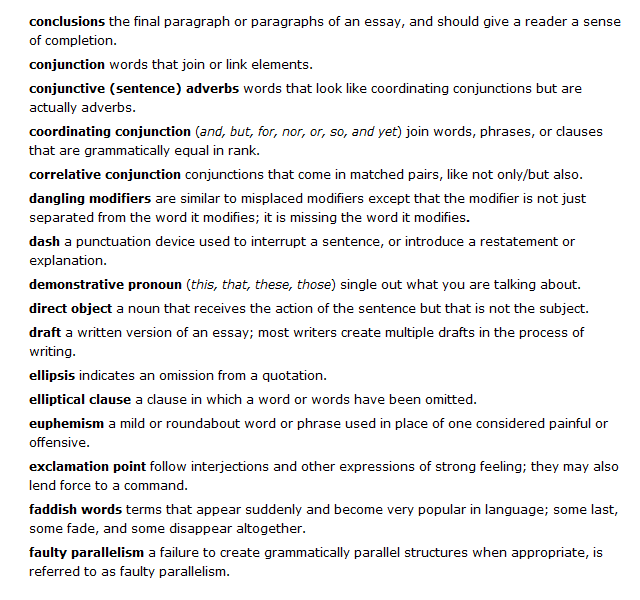 conclusions the final paragraph or paragraphs of an essay, and should give a reader a sense
of completion.
conjunction words that join or link elements.
conjunctive (sentence) adverbs words that look like coordinating conjunctions but are
actually adverbs.
coordinating conjunction (and, but, for, nor, or, so, and yet) join words, phrases, or clauses
that are grammatically equal in rank.
correlative conjunction conjunctions that come in matched pairs, like not only/but also.
dangling modifiers are similar to misplaced modifiers except that the modifier is not just
separated from the word it modifies; it is missing the word it modifies.
dash a punctuation device used to interrupt a sentence, or introduce a restatement or
explanation.
demonstrative pronoun (this, that, these, those) single out what you are talking about.
direct object a noun that receives the action of the sentence but that is not the subject.
draft a written version of an essay; most writers create multiple drafts in the process of
writing.
ellipsis indicates an omission from a quotation.
elliptical clause a clause in which a word or words have been omitted.
euphemism a mild or roundabout word or phrase used in place of one considered painful or
offensive.
exclamation point follow interjections and other expressions of strong feeling; they may also
lend force to a command.
faddish words terms that appear suddenly and become very popular in language; some last,
some fade, and some disappear altogether.
faulty parallelism a failure to create grammatically parallel structures when appropriate, is
referred to as faulty parallelism.